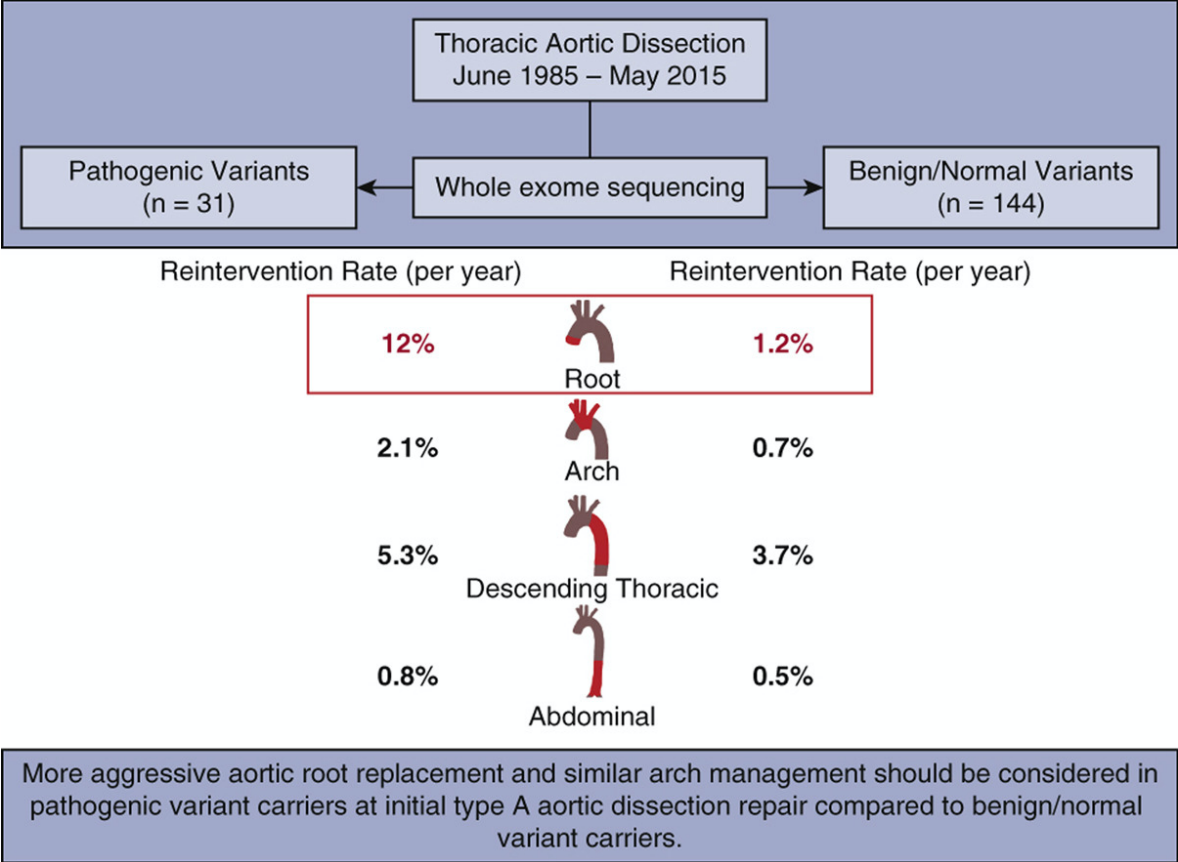 Thoracic Aortic Dissection
June 1985 – May 2015
Pathogenic Variants
(n = 31)
Whole exome sequencing
Benign/Normal Variants
(n = 144)
Reintervention Rate (per year)
Reintervention Rate (per year)
12%
1.2%
Root
2.1%
0.7%
Arch
5.3%
3.7%
Descending Thoracic
0.8%
0.5%
Abdominal
More aggressive aortic root replacement and similar arch management should be considered in
pathogenic variant carriers at initial type A aortic dissection repair compared to benign/normal
variant carriers.